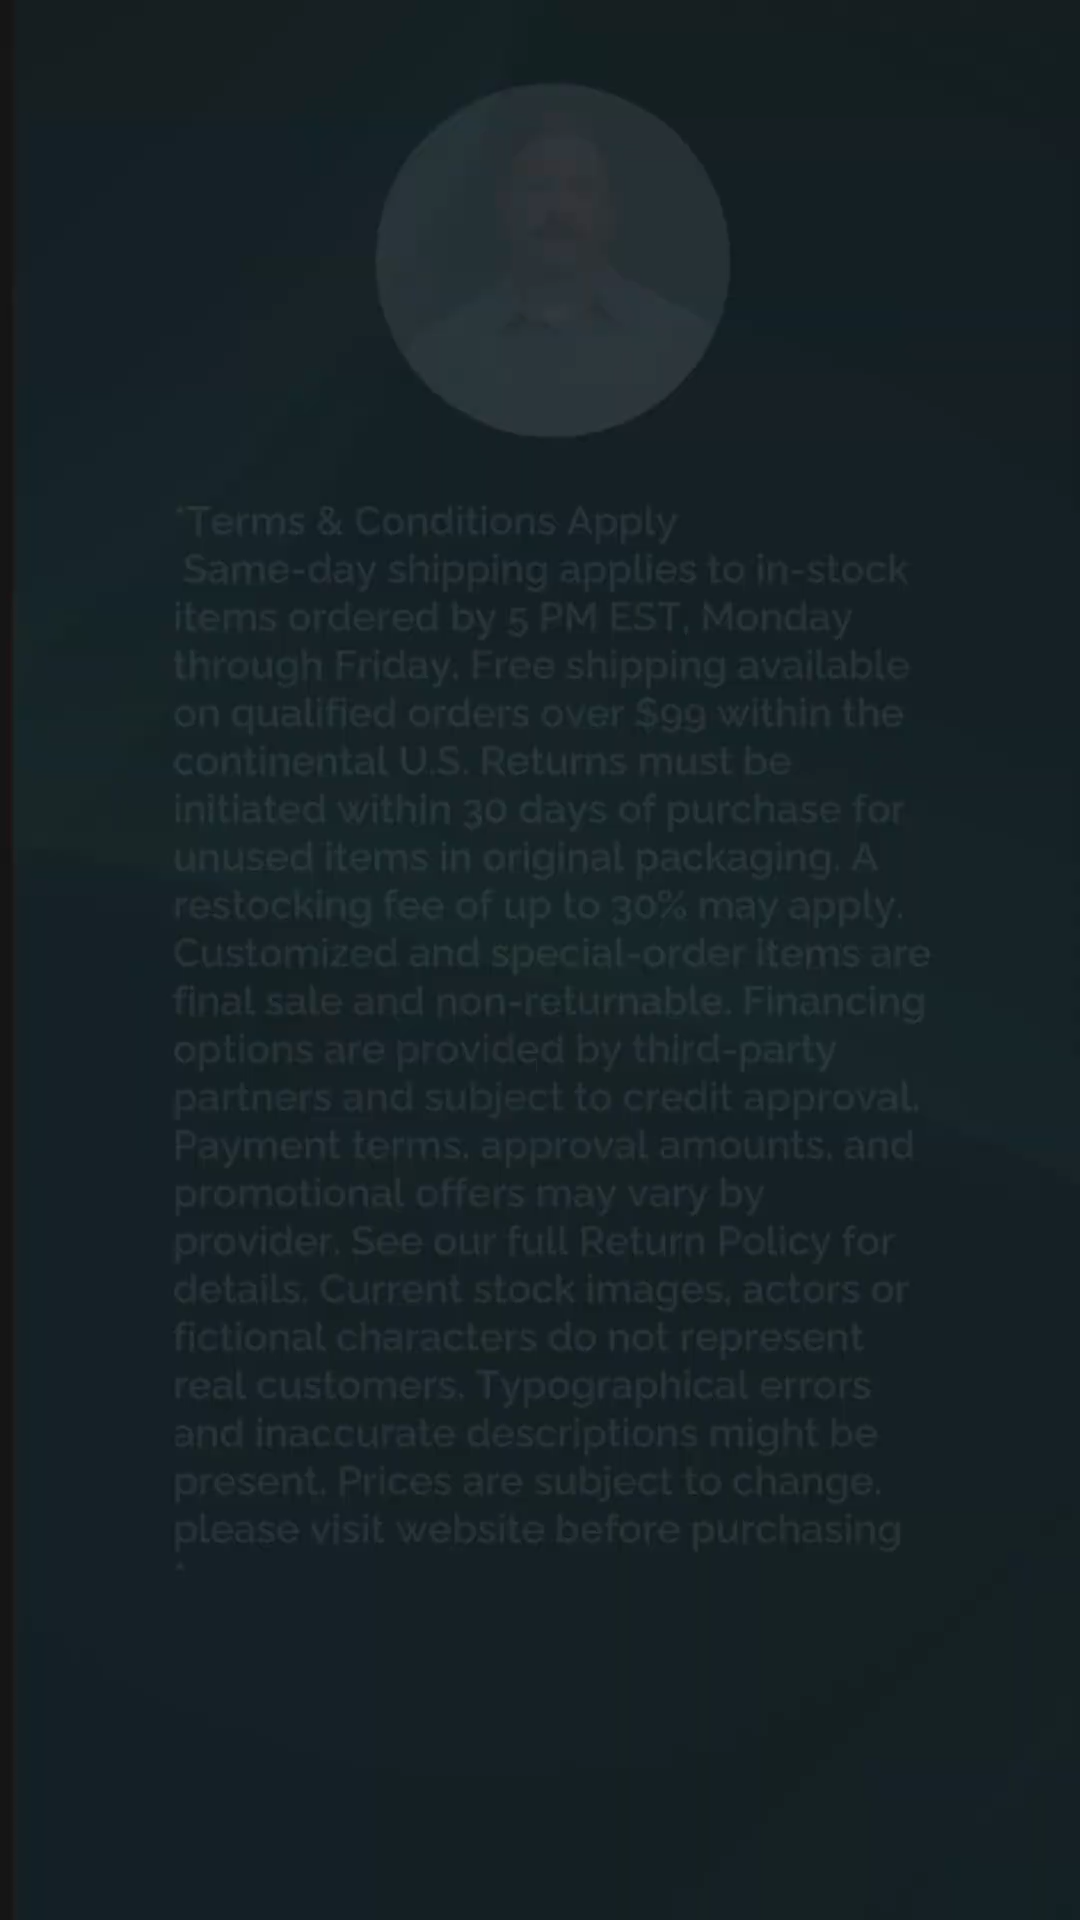 *Terms & Conditions Apply
Same-day shipping applies to in-stock
items ordered by 5 PM EST, Monday
through Friday. Free shipping available
on qualified orders over $99 within the
continental U.S. Returns must be
initiated within 30 days of purchase for
unused items in original packaging. A
restocking fee of up to 30% may apply.
Customized and special-order items are
final sale and non-returnable. Financing
options are provided by third-party
partners and subject to credit approval.
Payment terms, approval amounts, and
promotional offers may vary by
provider. See our full Return Policy for
details. Current stock images, actors or
fictional characters do not represent
real customers. Typographical errors
and inaccurate descriptions might be
present. Prices are subject to change.
please visit website before purchasing
*